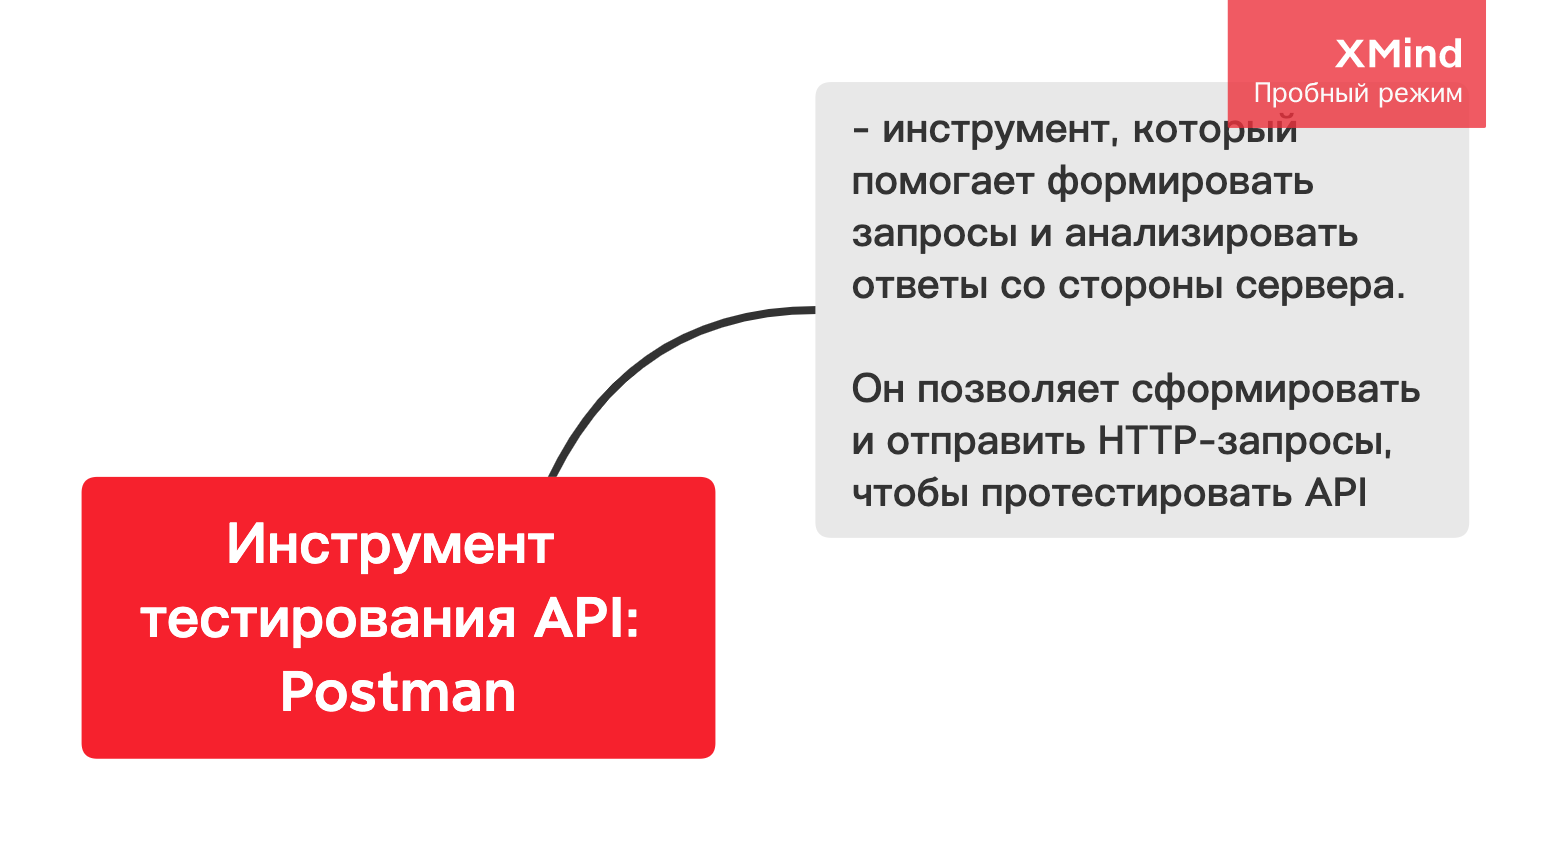 XMind
Пробный режим
- инструмент, который
помогает формировать
запросы и анализировать
ответы со стороны сервера.
Он позволяет сформировать
и отправить HTTP-запросы,
чтобы протестировать API
Инструмент
тестирования API:
Postman